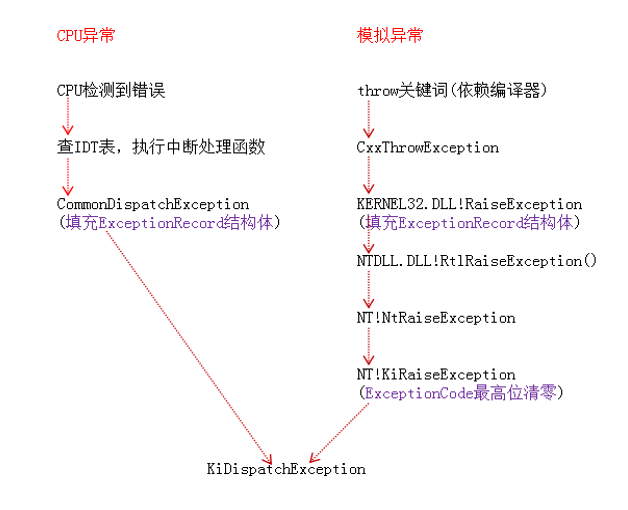 CPU异常
模拟异常
CPU检测到错误
throw关键词(依赖编译器)
查IDT表，执行中断处理函数
CxxThrowException
CommonDispatchException
(填充ExceptionRecord结构体)
KERNEL32.DLL!RaiseException
(填充ExceptionRecord结构体)
NTDLL.DLL!RtlRaiseException()
NT!NtRaiseException
NT!KiRaiseException
(ExceptionCode最高位清零)
KiDispatchException